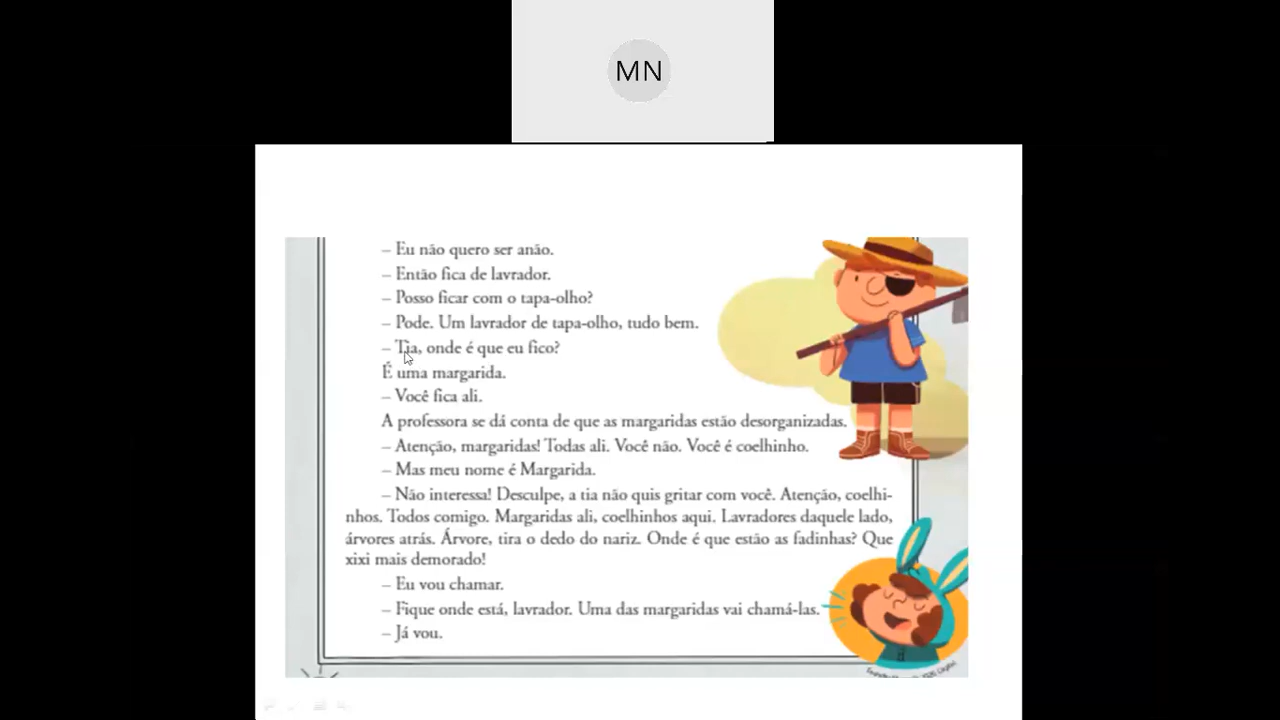 MN
– Eu não quero ser anão.
– Então fica de lavrador.
– Posso ficar com o tapa-olho?
– Pode. Um lavrador de tapa-olho, tudo bem.
– Tia, onde é que eu fico?
É uma margarida.
– Você fica ali.
A professora se dá conta de que as margaridas estão desorganizadas.
– Atenção, margaridas! Todas ali. Você não. Você é coelhinho.
– Mas meu nome é Margarida.
– Não interessa! Desculpe, a tia não quis gritar com você. Atenção, coelhi-
nhos. Todos comigo. Margaridas ali, coelhinhos aqui. Lavradores daquele lado,
árvores atrás. Árvore, tira o dedo do nariz. Onde é que estão as fadinhas? Que
xixi mais demorado!
– Eu vou chamar.
– Fique onde está, lavrador. Uma das margaridas vai chamá-las.
– Já vou.